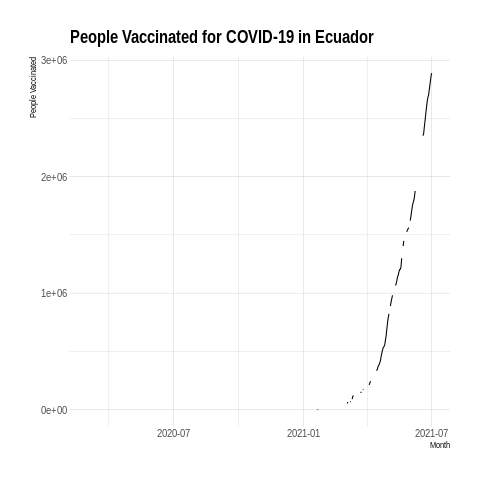 People Vaccinated for COVID-19 in Ecuador
People Vaccinated
3e+06
2e+06
1e+06
0e+00
2020-07
2021-01
2021-07
Month